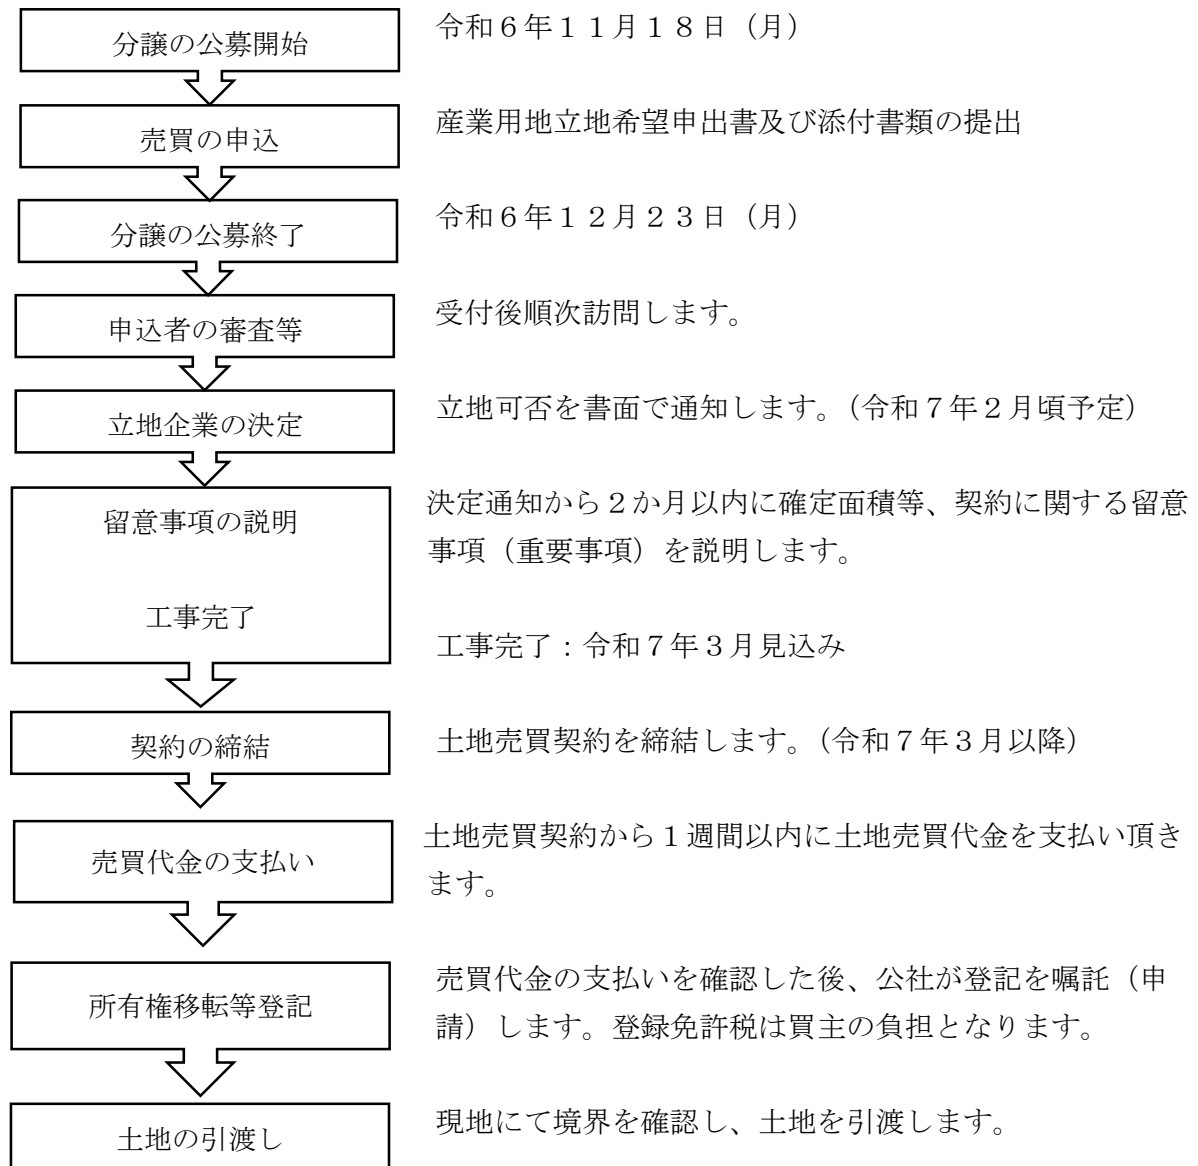 分譲の公募開始
令和６年１１月１８日（月）
売買の申込
産業用地立地希望申出書及び添付書類の提出
分譲の公募終了
令和６年１２月２３日（月）
申込者の審査等
受付後順次訪問します。
立地企業の決定
立地可否を書面で通知します。（令和７年２月頃予定）
留意事項の説明
決定通知から２か月以内に確定面積等、契約に関する留意
事項（重要事項）を説明します。
工事完了
工事完了：令和７年３月見込み
契約の締結
土地売買契約を締結します。（令和７年３月以降）
売買代金の支払い
土地売買契約から１週間以内に土地売買代金を支払い頂き
ます。
所有権移転等登記
売買代金の支払いを確認した後、公社が登記を嘱託（申
請）します。登録免許税は買主の負担となります。
土地の引渡し
現地にて境界を確認し、土地を引渡します。